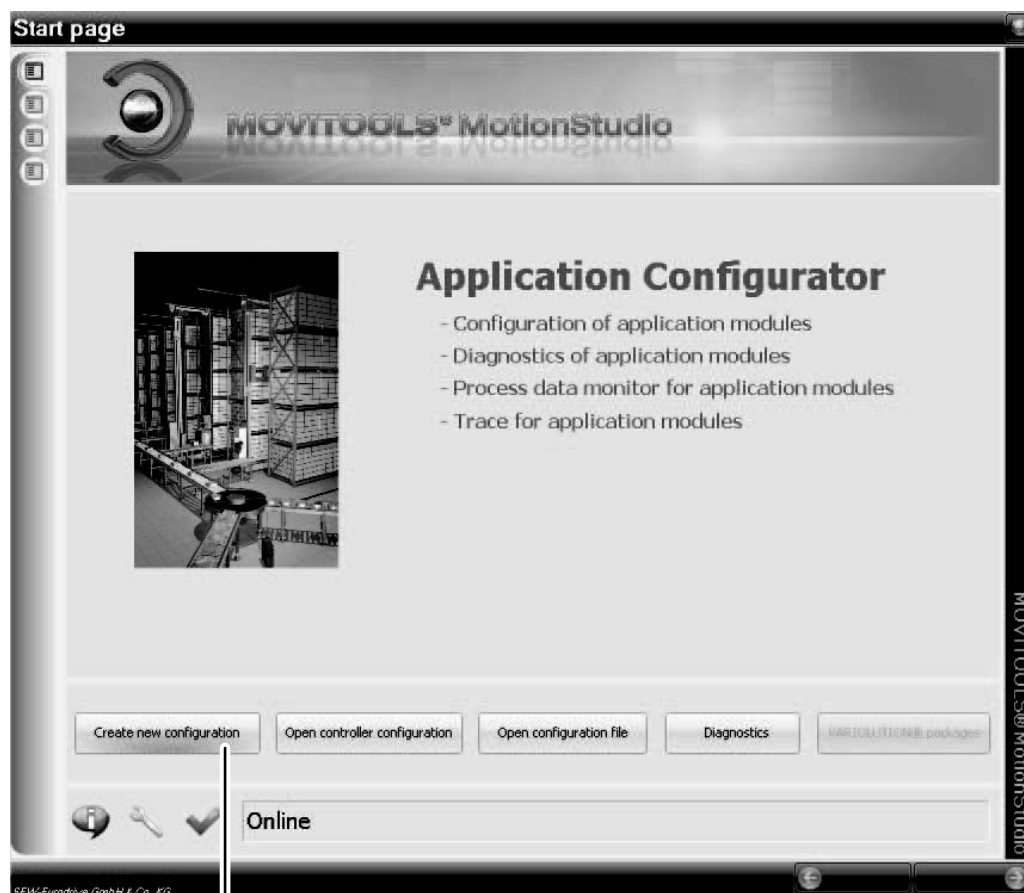 Start page
MOVITOOLS® MotionStudio
Application Configurator
- Configuration of application modules
- Diagnostics of application modules
- Process data monitor for application modules
- Trace for application modules
Create new configuration
Open controller configuration
Open configuration file
Diagnostics
VARIOLUTION® packages
Online
MOVITOOLS® MotionStudio
SEW-Eurodrive GmbH & Co. KG